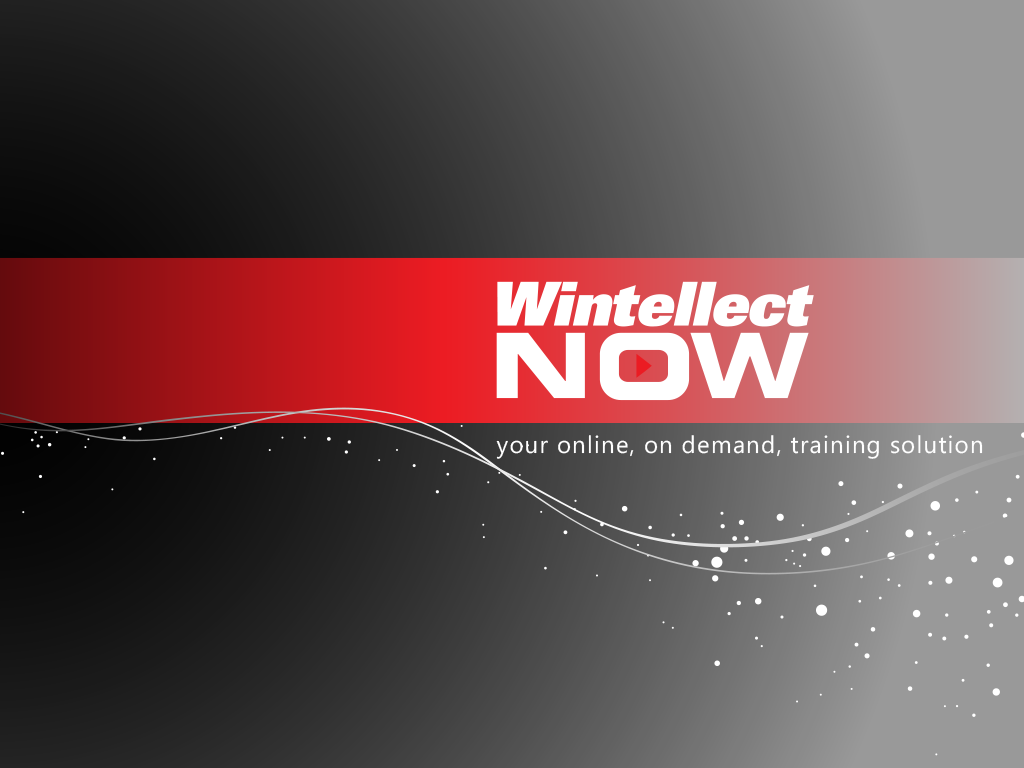 Wintellect
NOW
your online, on demand, training solution